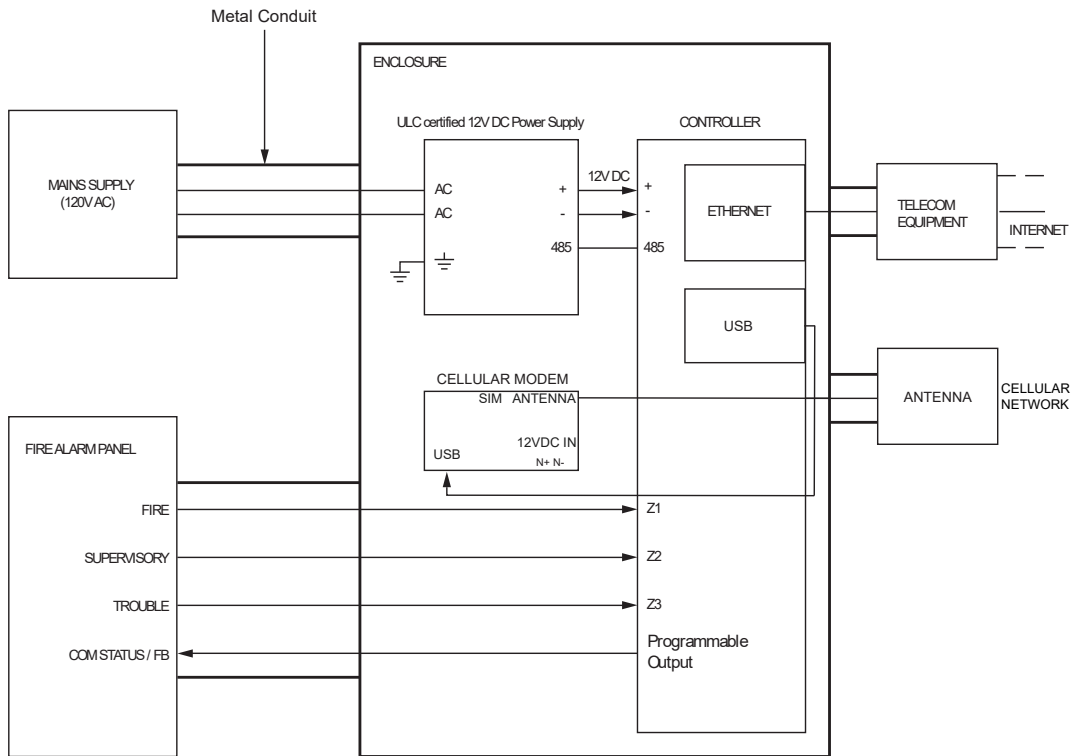 Metal Conduit
ENCLOSURE
ULC certified 12V DC Power Supply
CONTROLLER
MAINS SUPPLY
(120V AC)
AC
AC
+
-
485
12V DC
+
-
485
ETHERNET
TELECOM
EQUIPMENT
INTERNET
USB
CELLULAR MODEM
SIM ANTENNA
12VDC IN
USB
N+ N-
ANTENNA
CELLULAR
NETWORK
FIRE ALARM PANEL
FIRE
Z1
SUPERVISORY
Z2
TROUBLE
Z3
COM STATUS / FB
Programmable
Output